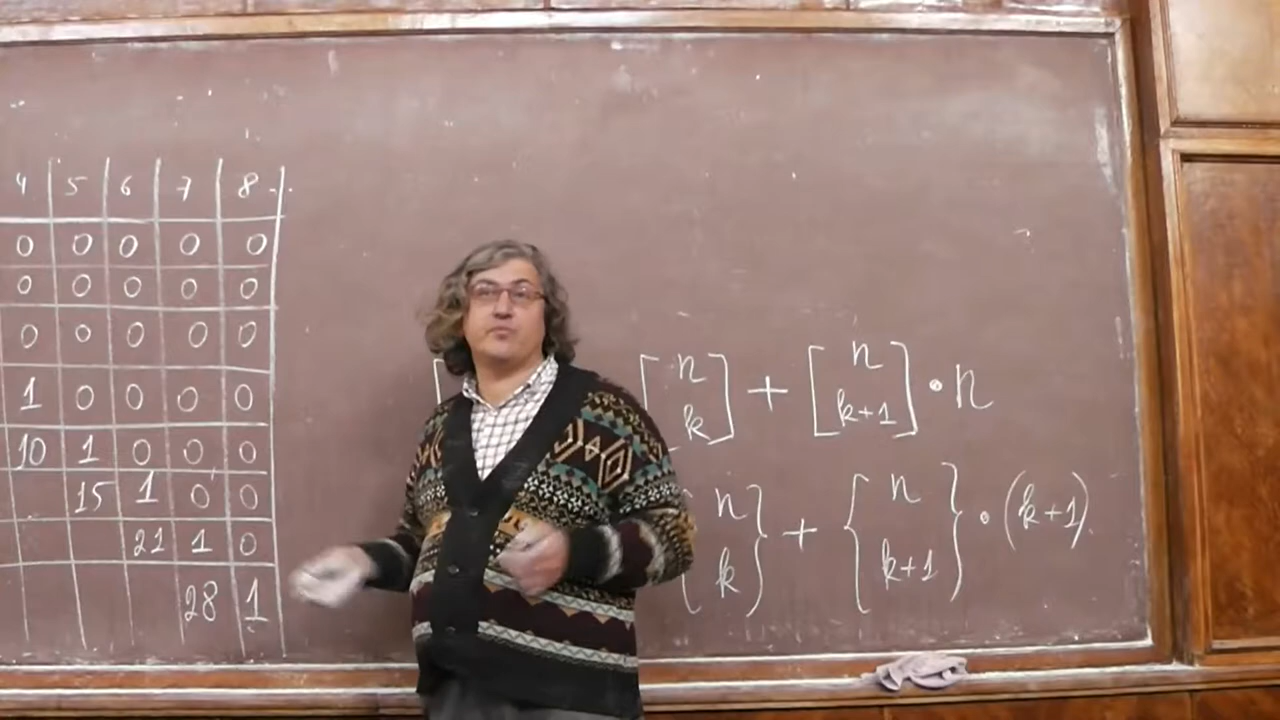 4 5 6 7 8 ...
0 0 0 0 0
0 0 0 0 0
0 0 0 0 0
1 0 0 0 0
10 1 0 0 0
15 1 0 0
21 1 0
28 1
[n k] + [n k+1] · n
{n k} + {n k+1} · (k+1)